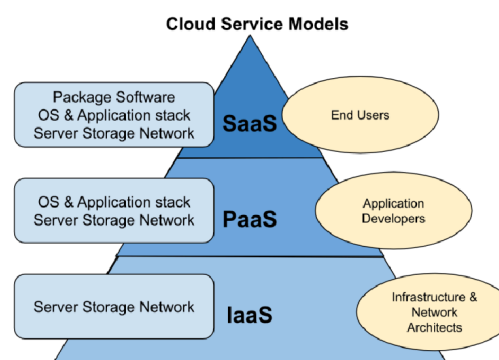 Cloud Service Models
Package Software
OS & Application stack
Server Storage Network
SaaS
End Users
OS & Application stack
Server Storage Network
PaaS
Application
Developers
Server Storage Network
IaaS
Infrastructure &
Network
Architects